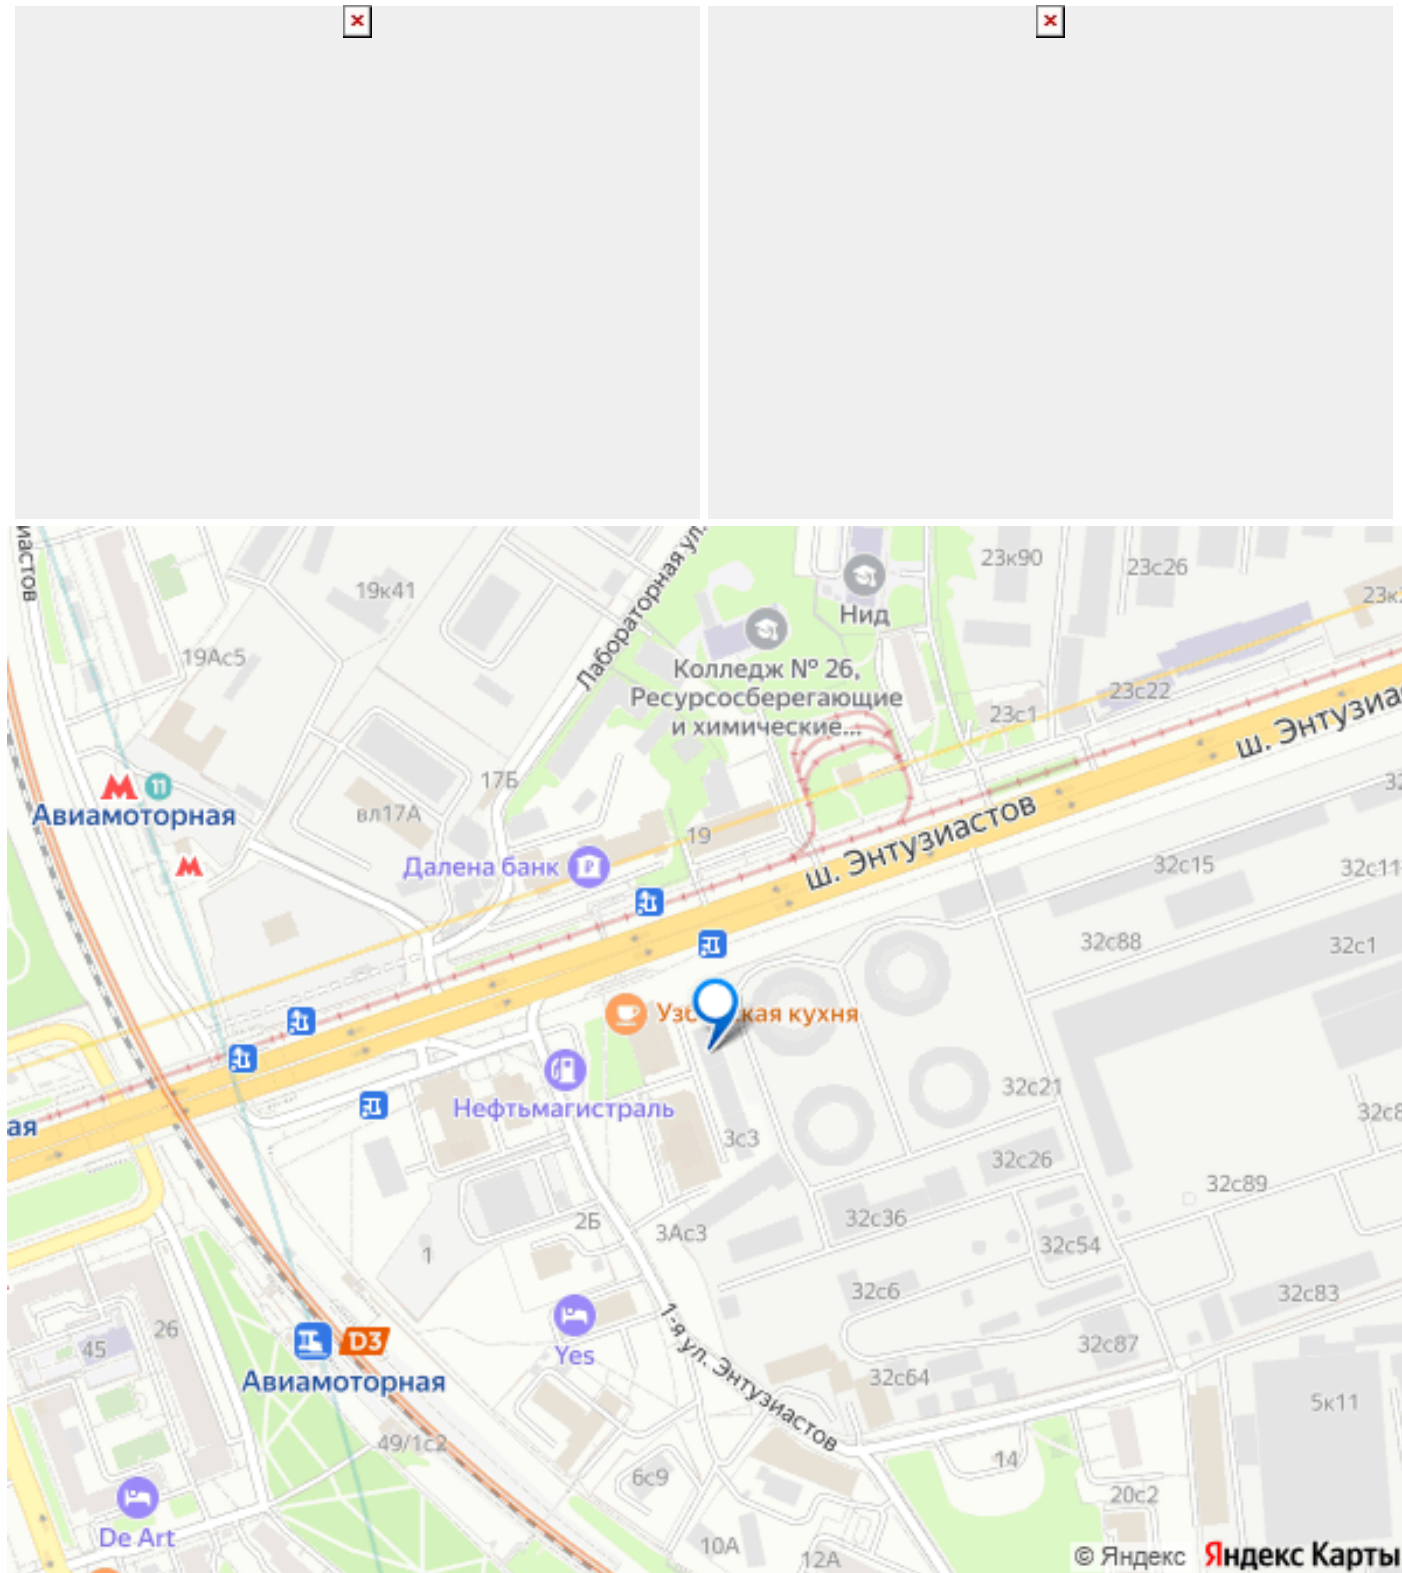 иастов
19к41
Лабораторная ул.
Нид
23к90
23с26
19Ас5
Колледж № 26,
Ресурсосберегающие
и химические...
23с22
23с1
ш. Энтузиа
17Б
11
Авиамоторная
вл17А
19
Далена банк
ш. Энтузиастов
32с15
32с11
32с88
32с1
кая кухня
32с21
Нефтьмагистраль
ая
3с3
32с26
32с89
2Б
3Ас3
32с36
32с54
1
32с6
32с83
26
45
D3
Авиамоторная
Yes
1-я ул. Энтузиастов
32с87
32с64
5к11
49/1с2
14
6с9
20с2
De Art
10А
12А
© Яндекс Яндекс Карты